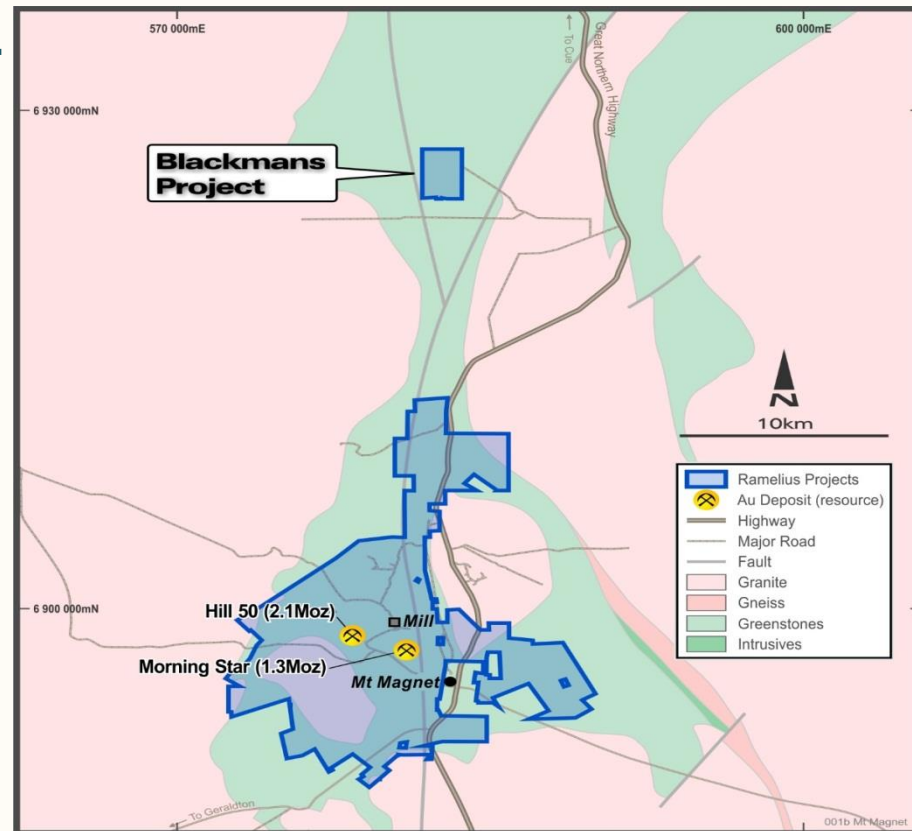 570 000mE
600 000mE
To Cue
Great Northern Highway
6 930 000mN
Blackmans
Project
N
10km
Ramelius Projects
Au Deposit (resource)
Highway
Major Road
Fault
Granite
Gneiss
Greenstones
Intrusives
6 900 000mN
Hill 50 (2.1Moz)
Mill
Morning Star (1.3Moz)
Mt Magnet
To Geraldton
001b Mt Magnet